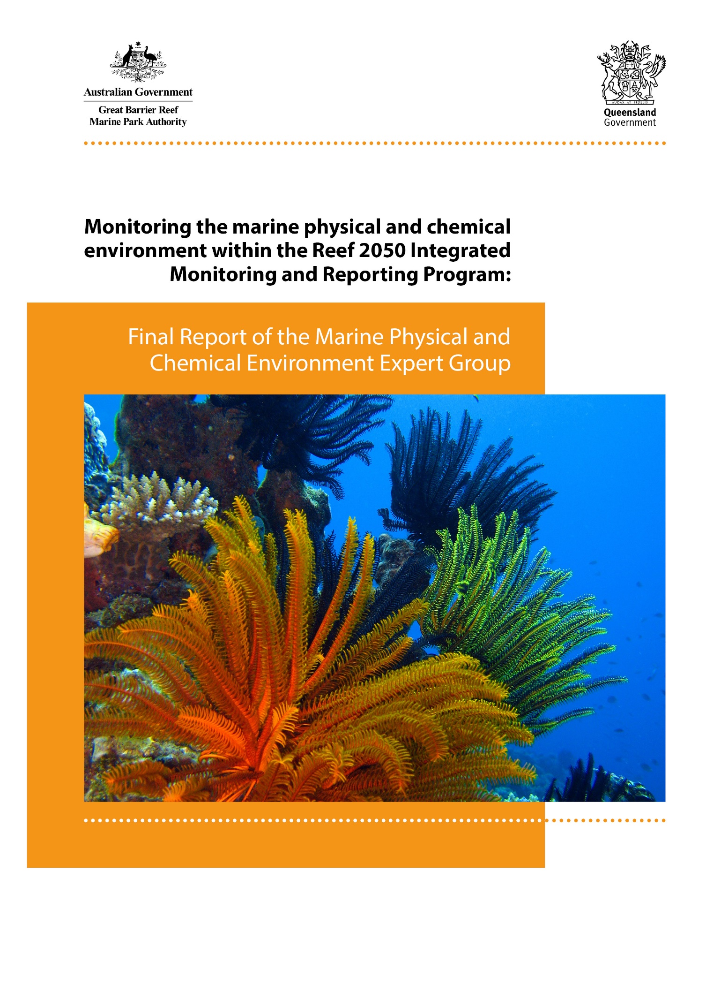 AUSTRALIA
Australian Government
Great Barrier Reef
Marine Park Authority
AUDAX AT FIDELIS
Queensland
Government
Monitoring the marine physical and chemical
environment within the Reef 2050 Integrated
Monitoring and Reporting Program:
Final Report of the Marine Physical and
Chemical Environment Expert Group